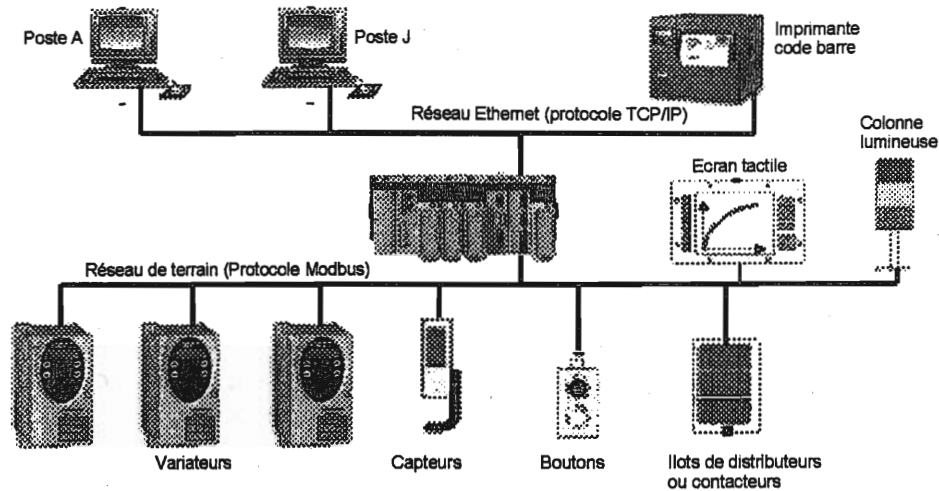 Poste A
Poste J
Imprimante
code barre
Réseau Ethernet (protocole TCP/IP)
Colonne
lumineuse
Ecran tactile
Réseau de terrain (Protocole Modbus)
Variateurs
Capteurs
Boutons
Ilots de distributeurs
ou contacteurs